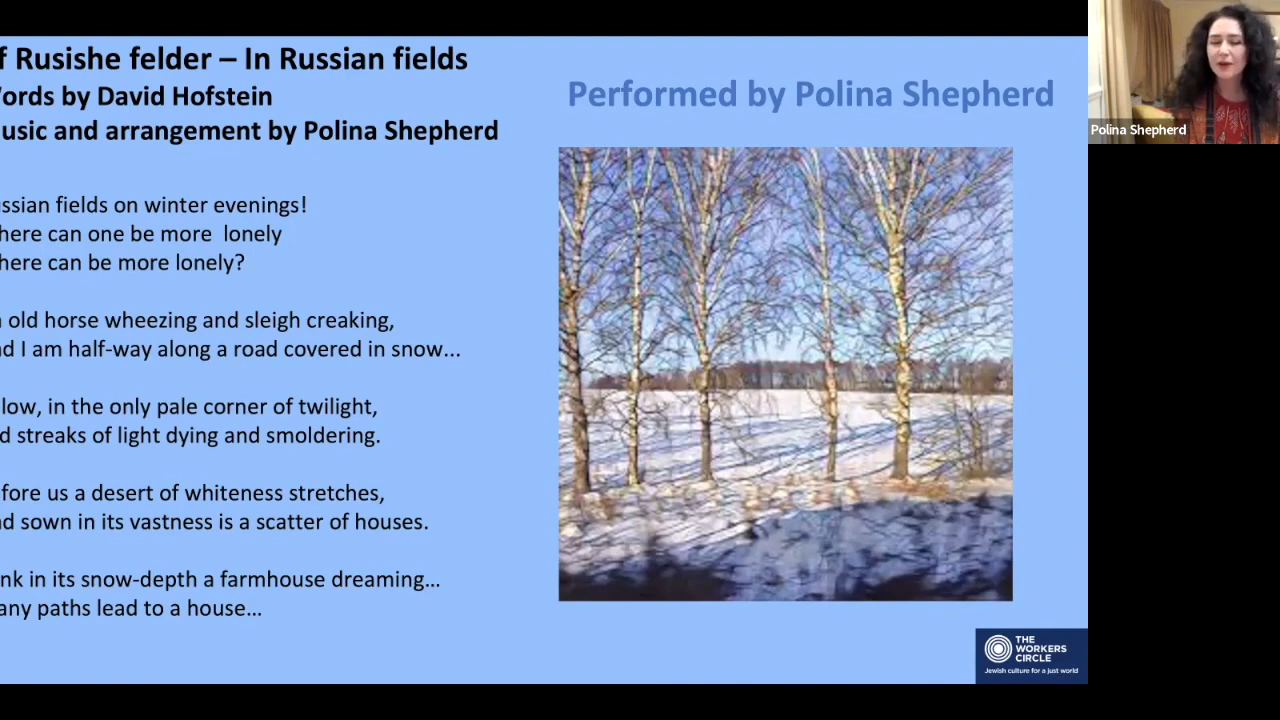 f Rusishe felder – In Russian fields
ords by David Hofstein
usic and arrangement by Polina Shepherd
Performed by Polina Shepherd
Polina Shepherd
ssian fields on winter evenings!
here can one be more lonely
here can be more lonely?
old horse wheezing and sleigh creaking,
d I am half-way along a road covered in snow...
low, in the only pale corner of twilight,
d streaks of light dying and smoldering.
fore us a desert of whiteness stretches,
d sown in its vastness is a scatter of houses.
nk in its snow-depth a farmhouse dreaming...
any paths lead to a house...
THE
WORKERS
CIRCLE
Jewish culture for a just world